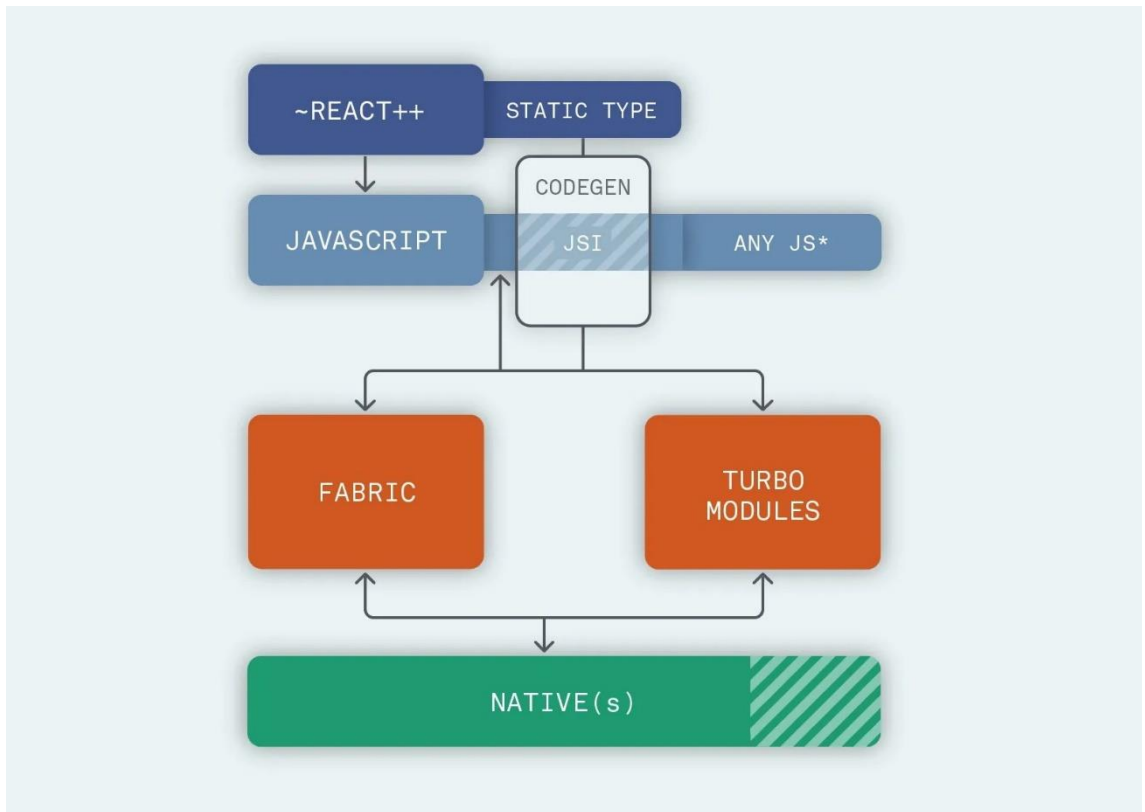 ~REACT++
STATIC TYPE
CODEGEN
JAVASCRIPT
JSI
ANY JS*
FABRIC
TURBO
MODULES
NATIVE(s)